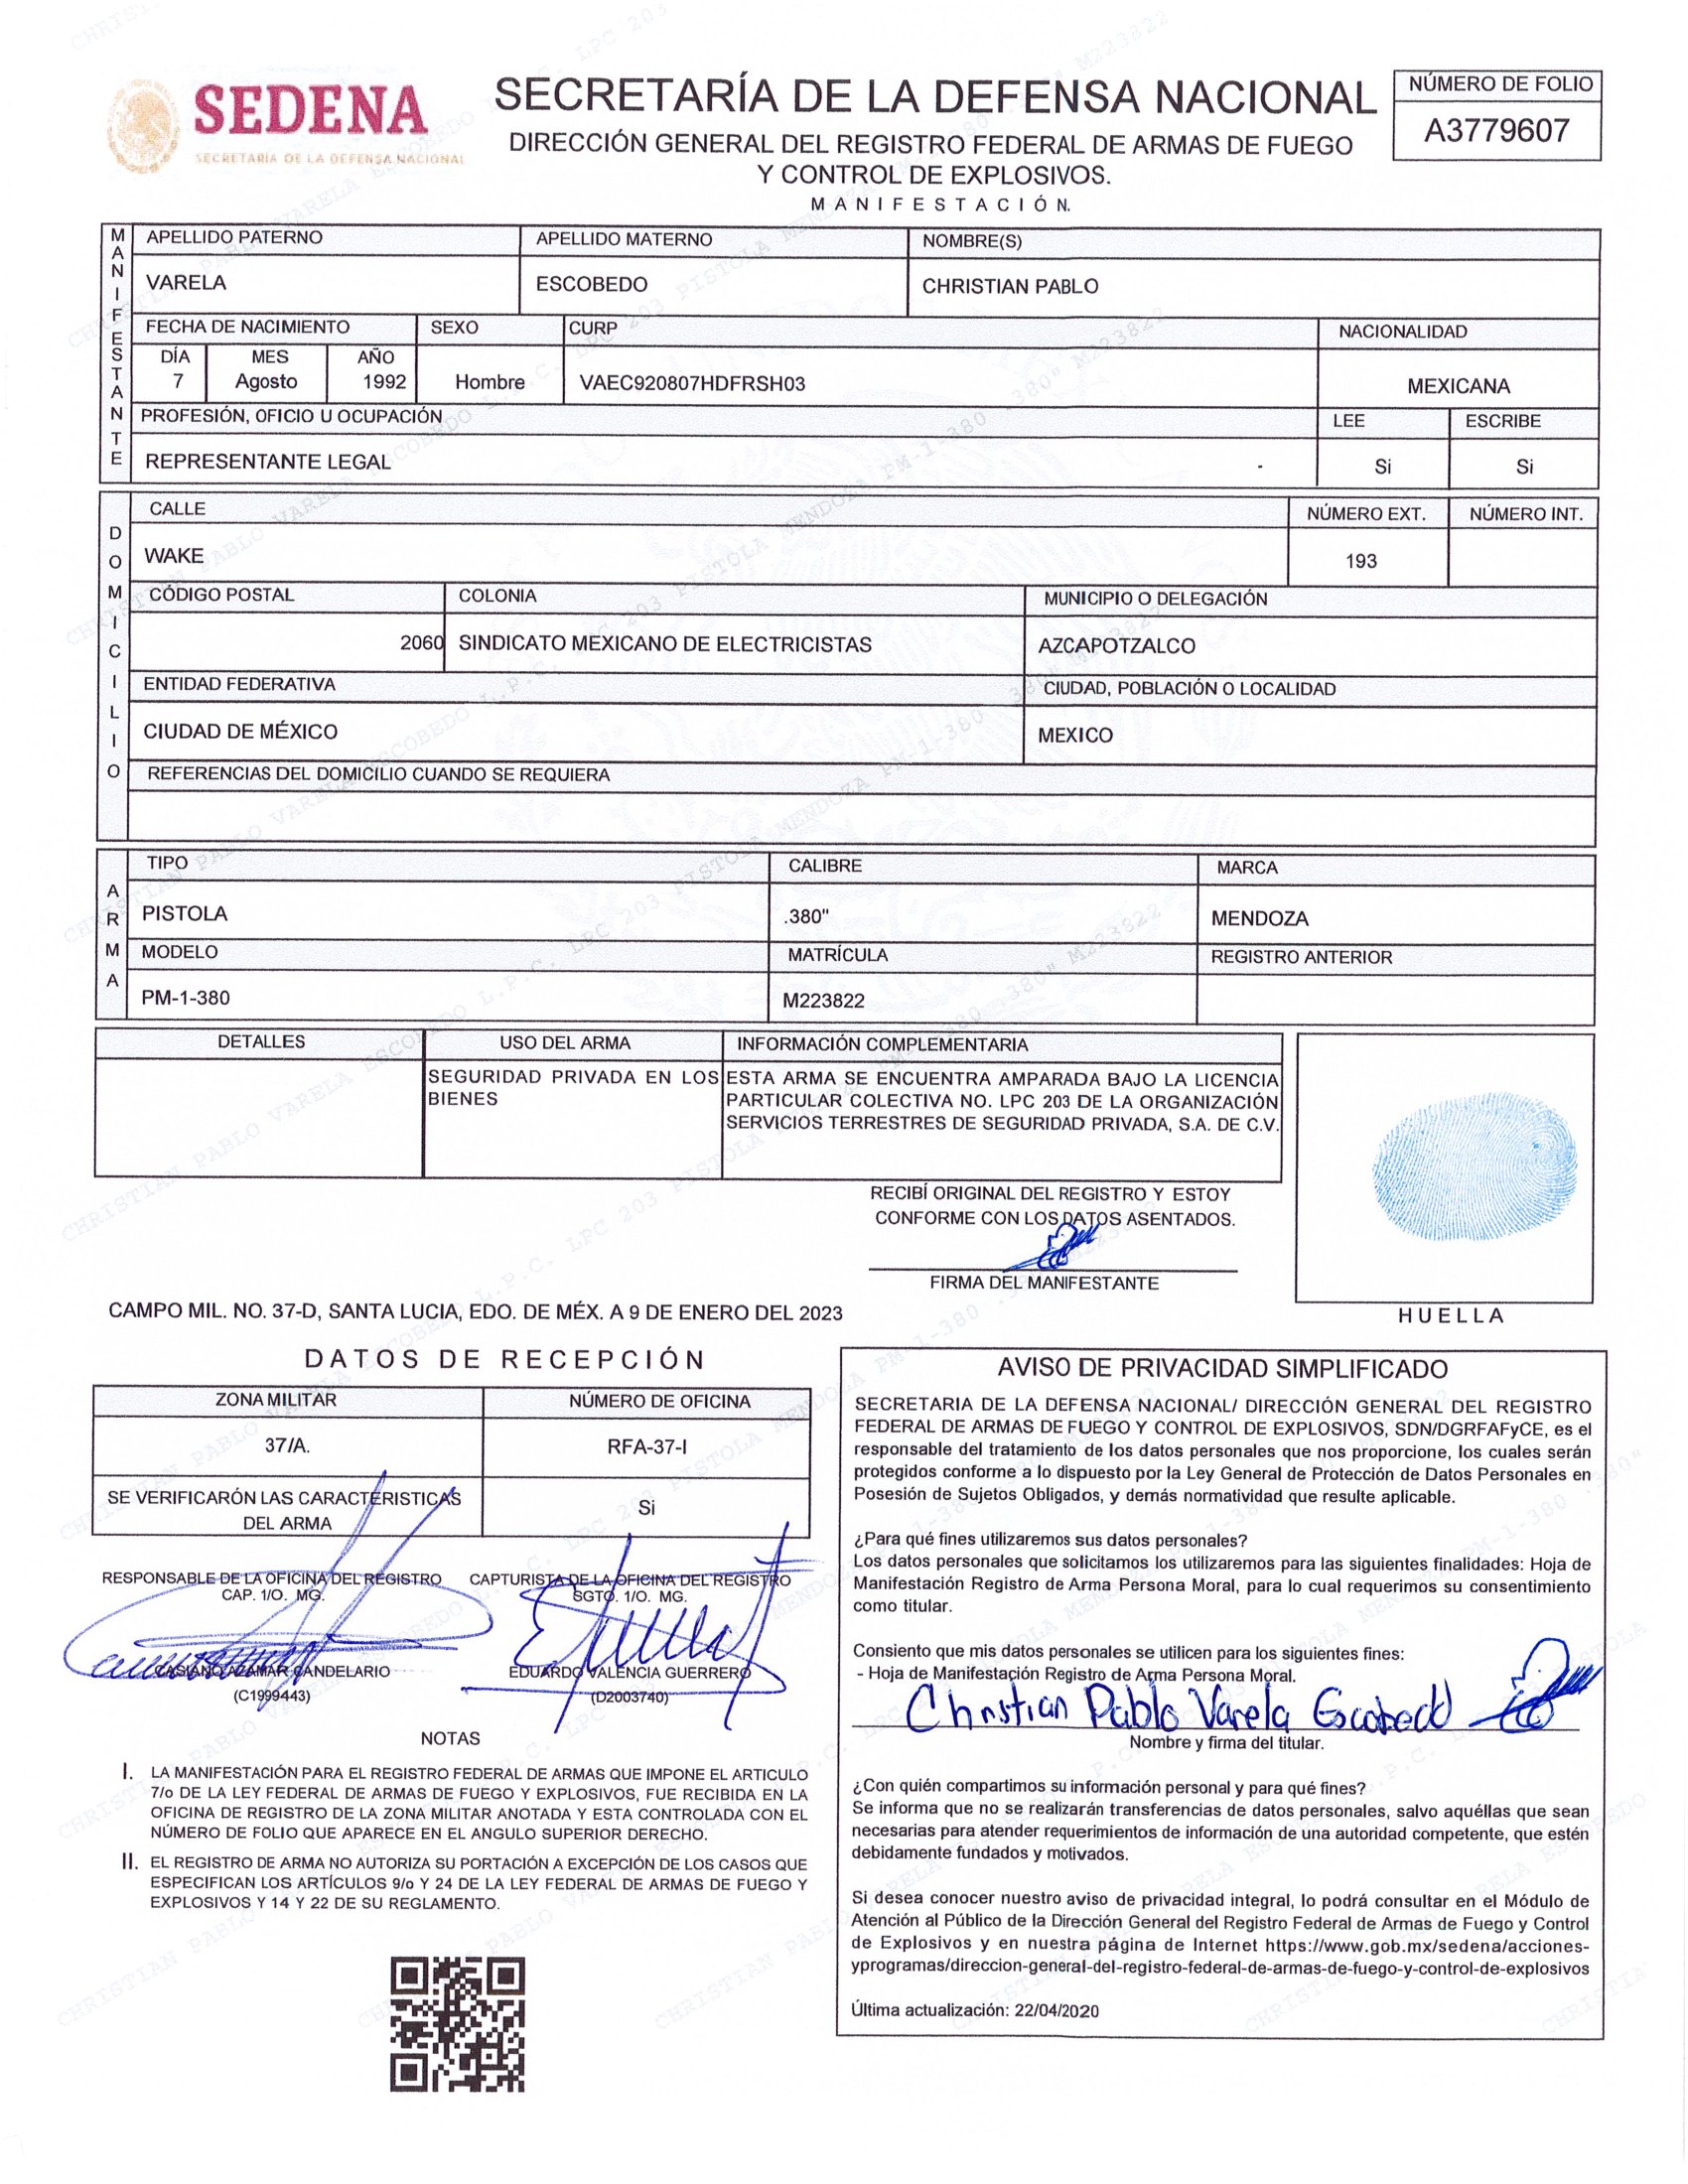 SEDENA
SECRETARÍA DE LA DEFENSA NACIONAL
SECRETARÍA DE LA DEFENSA NACIONAL
DIRECCIÓN GENERAL DEL REGISTRO FEDERAL DE ARMAS DE FUEGO
Y CONTROL DE EXPLOSIVOS.
MANIFESTACIÓN.
NÚMERO DE FOLIO
A3779607
MANIFESTANTE
APELLIDO PATERNO APELLIDO MATERNO NOMBRE(S)
VARELA ESCOBEDO CHRISTIAN PABLO
FECHA DE NACIMIENTO SEXO CURP NACIONALIDAD
DÍA MES AÑO
7 Agosto 1992 Hombre VAEC920807HDFRSH03 MEXICANA
PROFESIÓN, OFICIO U OCUPACIÓN LEE ESCRIBE
REPRESENTANTE LEGAL - Si Si
DOMICILIO
CALLE NÚMERO EXT. NÚMERO INT.
WAKE 193
CÓDIGO POSTAL COLONIA MUNICIPIO O DELEGACIÓN
2060 SINDICATO MEXICANO DE ELECTRICISTAS AZCAPOTZALCO
ENTIDAD FEDERATIVA CIUDAD, POBLACIÓN O LOCALIDAD
CIUDAD DE MÉXICO MEXICO
REFERENCIAS DEL DOMICILIO CUANDO SE REQUIERA
ARMA
TIPO CALIBRE MARCA
PISTOLA .380" MENDOZA
MODELO MATRÍCULA REGISTRO ANTERIOR
PM-1-380 M223822
DETALLES USO DEL ARMA INFORMACIÓN COMPLEMENTARIA
SEGURIDAD PRIVADA EN LOS
BIENES
ESTA ARMA SE ENCUENTRA AMPARADA BAJO LA LICENCIA
PARTICULAR COLECTIVA NO. LPC 203 DE LA ORGANIZACIÓN
SERVICIOS TERRESTRES DE SEGURIDAD PRIVADA, S.A. DE C.V.
RECIBÍ ORIGINAL DEL REGISTRO Y ESTOY
CONFORME CON LOS DATOS ASENTADOS.
FIRMA DEL MANIFESTANTE
HUELLA
CAMPO MIL. NO. 37-D, SANTA LUCIA, EDO. DE MÉX. A 9 DE ENERO DEL 2023
DATOS DE RECEPCIÓN
ZONA MILITAR NÚMERO DE OFICINA
37/A. RFA-37-I
SE VERIFICARÓN LAS CARACTERISTICAS
DEL ARMA
Si
RESPONSABLE DE LA OFICINA DEL REGISTRO
CAP. 1/O. MG.
CASIANO AZAMAR CANDELARIO
(C1999443)
CAPTURISTA DE LA OFICINA DEL REGISTRO
SGTO. 1/O. MG.
EDUARDO VALENCIA GUERRERO
(D2003740)
NOTAS
I. LA MANIFESTACIÓN PARA EL REGISTRO FEDERAL DE ARMAS QUE IMPONE EL ARTICULO
7/o DE LA LEY FEDERAL DE ARMAS DE FUEGO Y EXPLOSIVOS, FUE RECIBIDA EN LA
OFICINA DE REGISTRO DE LA ZONA MILITAR ANOTADA Y ESTA CONTROLADA CON EL
NÚMERO DE FOLIO QUE APARECE EN EL ANGULO SUPERIOR DERECHO.
II. EL REGISTRO DE ARMA NO AUTORIZA SU PORTACIÓN A EXCEPCIÓN DE LOS CASOS QUE
ESPECIFICAN LOS ARTÍCULOS 9/o Y 24 DE LA LEY FEDERAL DE ARMAS DE FUEGO Y
EXPLOSIVOS Y 14 Y 22 DE SU REGLAMENTO.
AVISO DE PRIVACIDAD SIMPLIFICADO
SECRETARIA DE LA DEFENSA NACIONAL/ DIRECCIÓN GENERAL DEL REGISTRO
FEDERAL DE ARMAS DE FUEGO Y CONTROL DE EXPLOSIVOS, SDN/DGRFAFyCE, es el
responsable del tratamiento de los datos personales que nos proporcione, los cuales serán
protegidos conforme a lo dispuesto por la Ley General de Protección de Datos Personales en
Posesión de Sujetos Obligados, y demás normatividad que resulte aplicable.
¿Para qué fines utilizaremos sus datos personales?
Los datos personales que solicitamos los utilizaremos para las siguientes finalidades: Hoja de
Manifestación Registro de Arma Persona Moral, para lo cual requerimos su consentimiento
como titular.
Consiento que mis datos personales se utilicen para los siguientes fines:
- Hoja de Manifestación Registro de Arma Persona Moral.
Christian Pablo Varela Escobedo
Nombre y firma del titular.
¿Con quién compartimos su información personal y para qué fines?
Se informa que no se realizarán transferencias de datos personales, salvo aquéllas que sean
necesarias para atender requerimientos de información de una autoridad competente, que estén
debidamente fundados y motivados.
Si desea conocer nuestro aviso de privacidad integral, lo podrá consultar en el Módulo de
Atención al Público de la Dirección General del Registro Federal de Armas de Fuego y Control
de Explosivos y en nuestra página de Internet https://www.gob.mx/sedena/acciones-
yprogramas/direccion-general-del-registro-federal-de-armas-de-fuego-y-control-de-explosivos
Última actualización: 22/04/2020